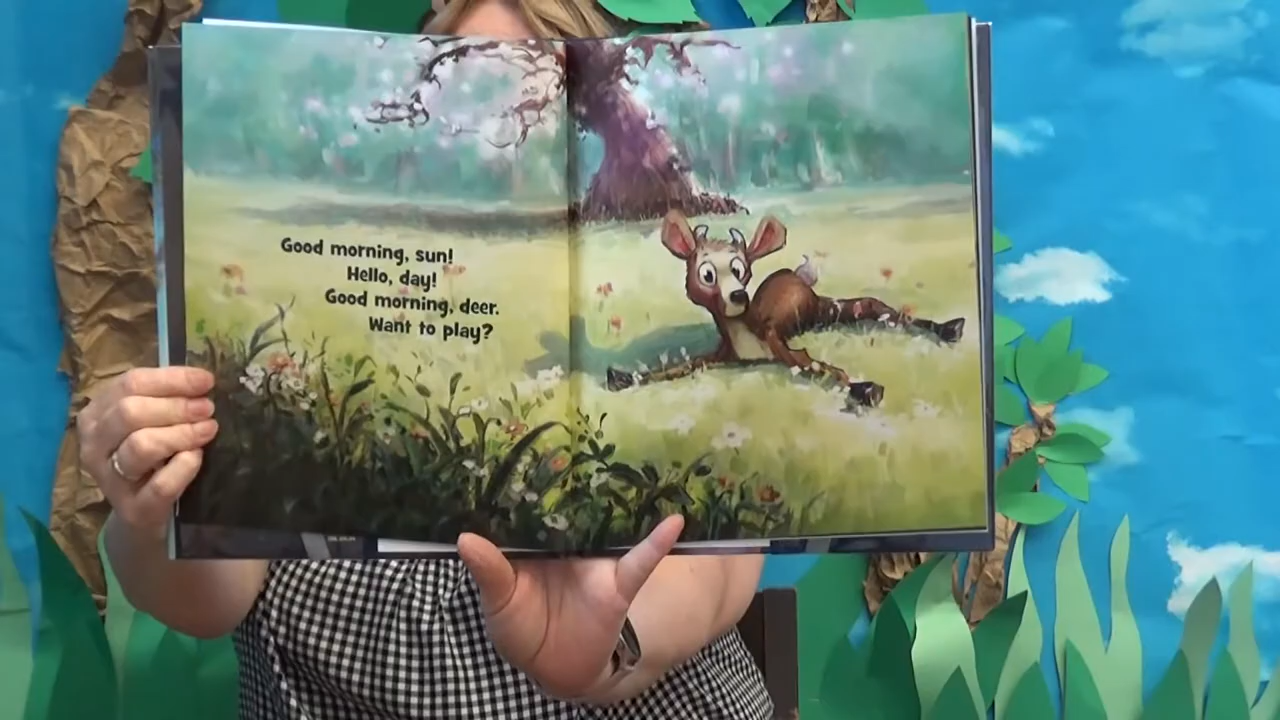 Good morning, sun!
Hello, day!
Good morning, deer.
Want to play?